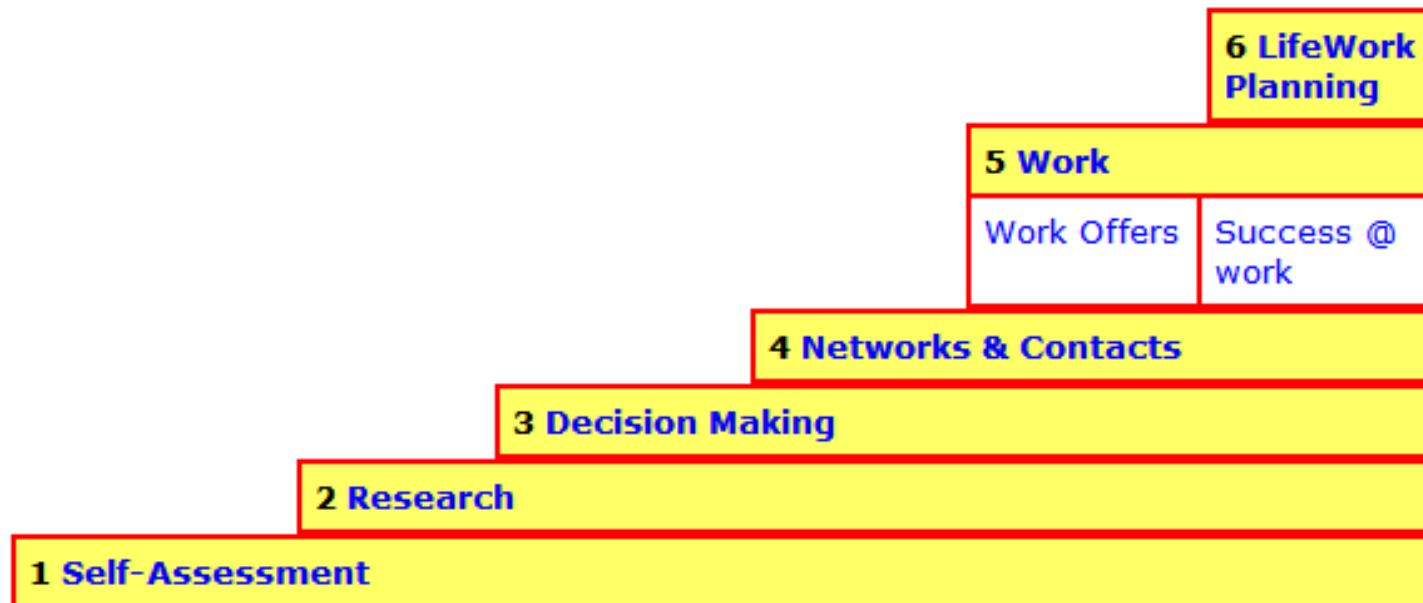 6 LifeWork
Planning
5 Work
Work Offers
Success @
work
4 Networks & Contacts
3 Decision Making
2 Research
1 Self-Assessment